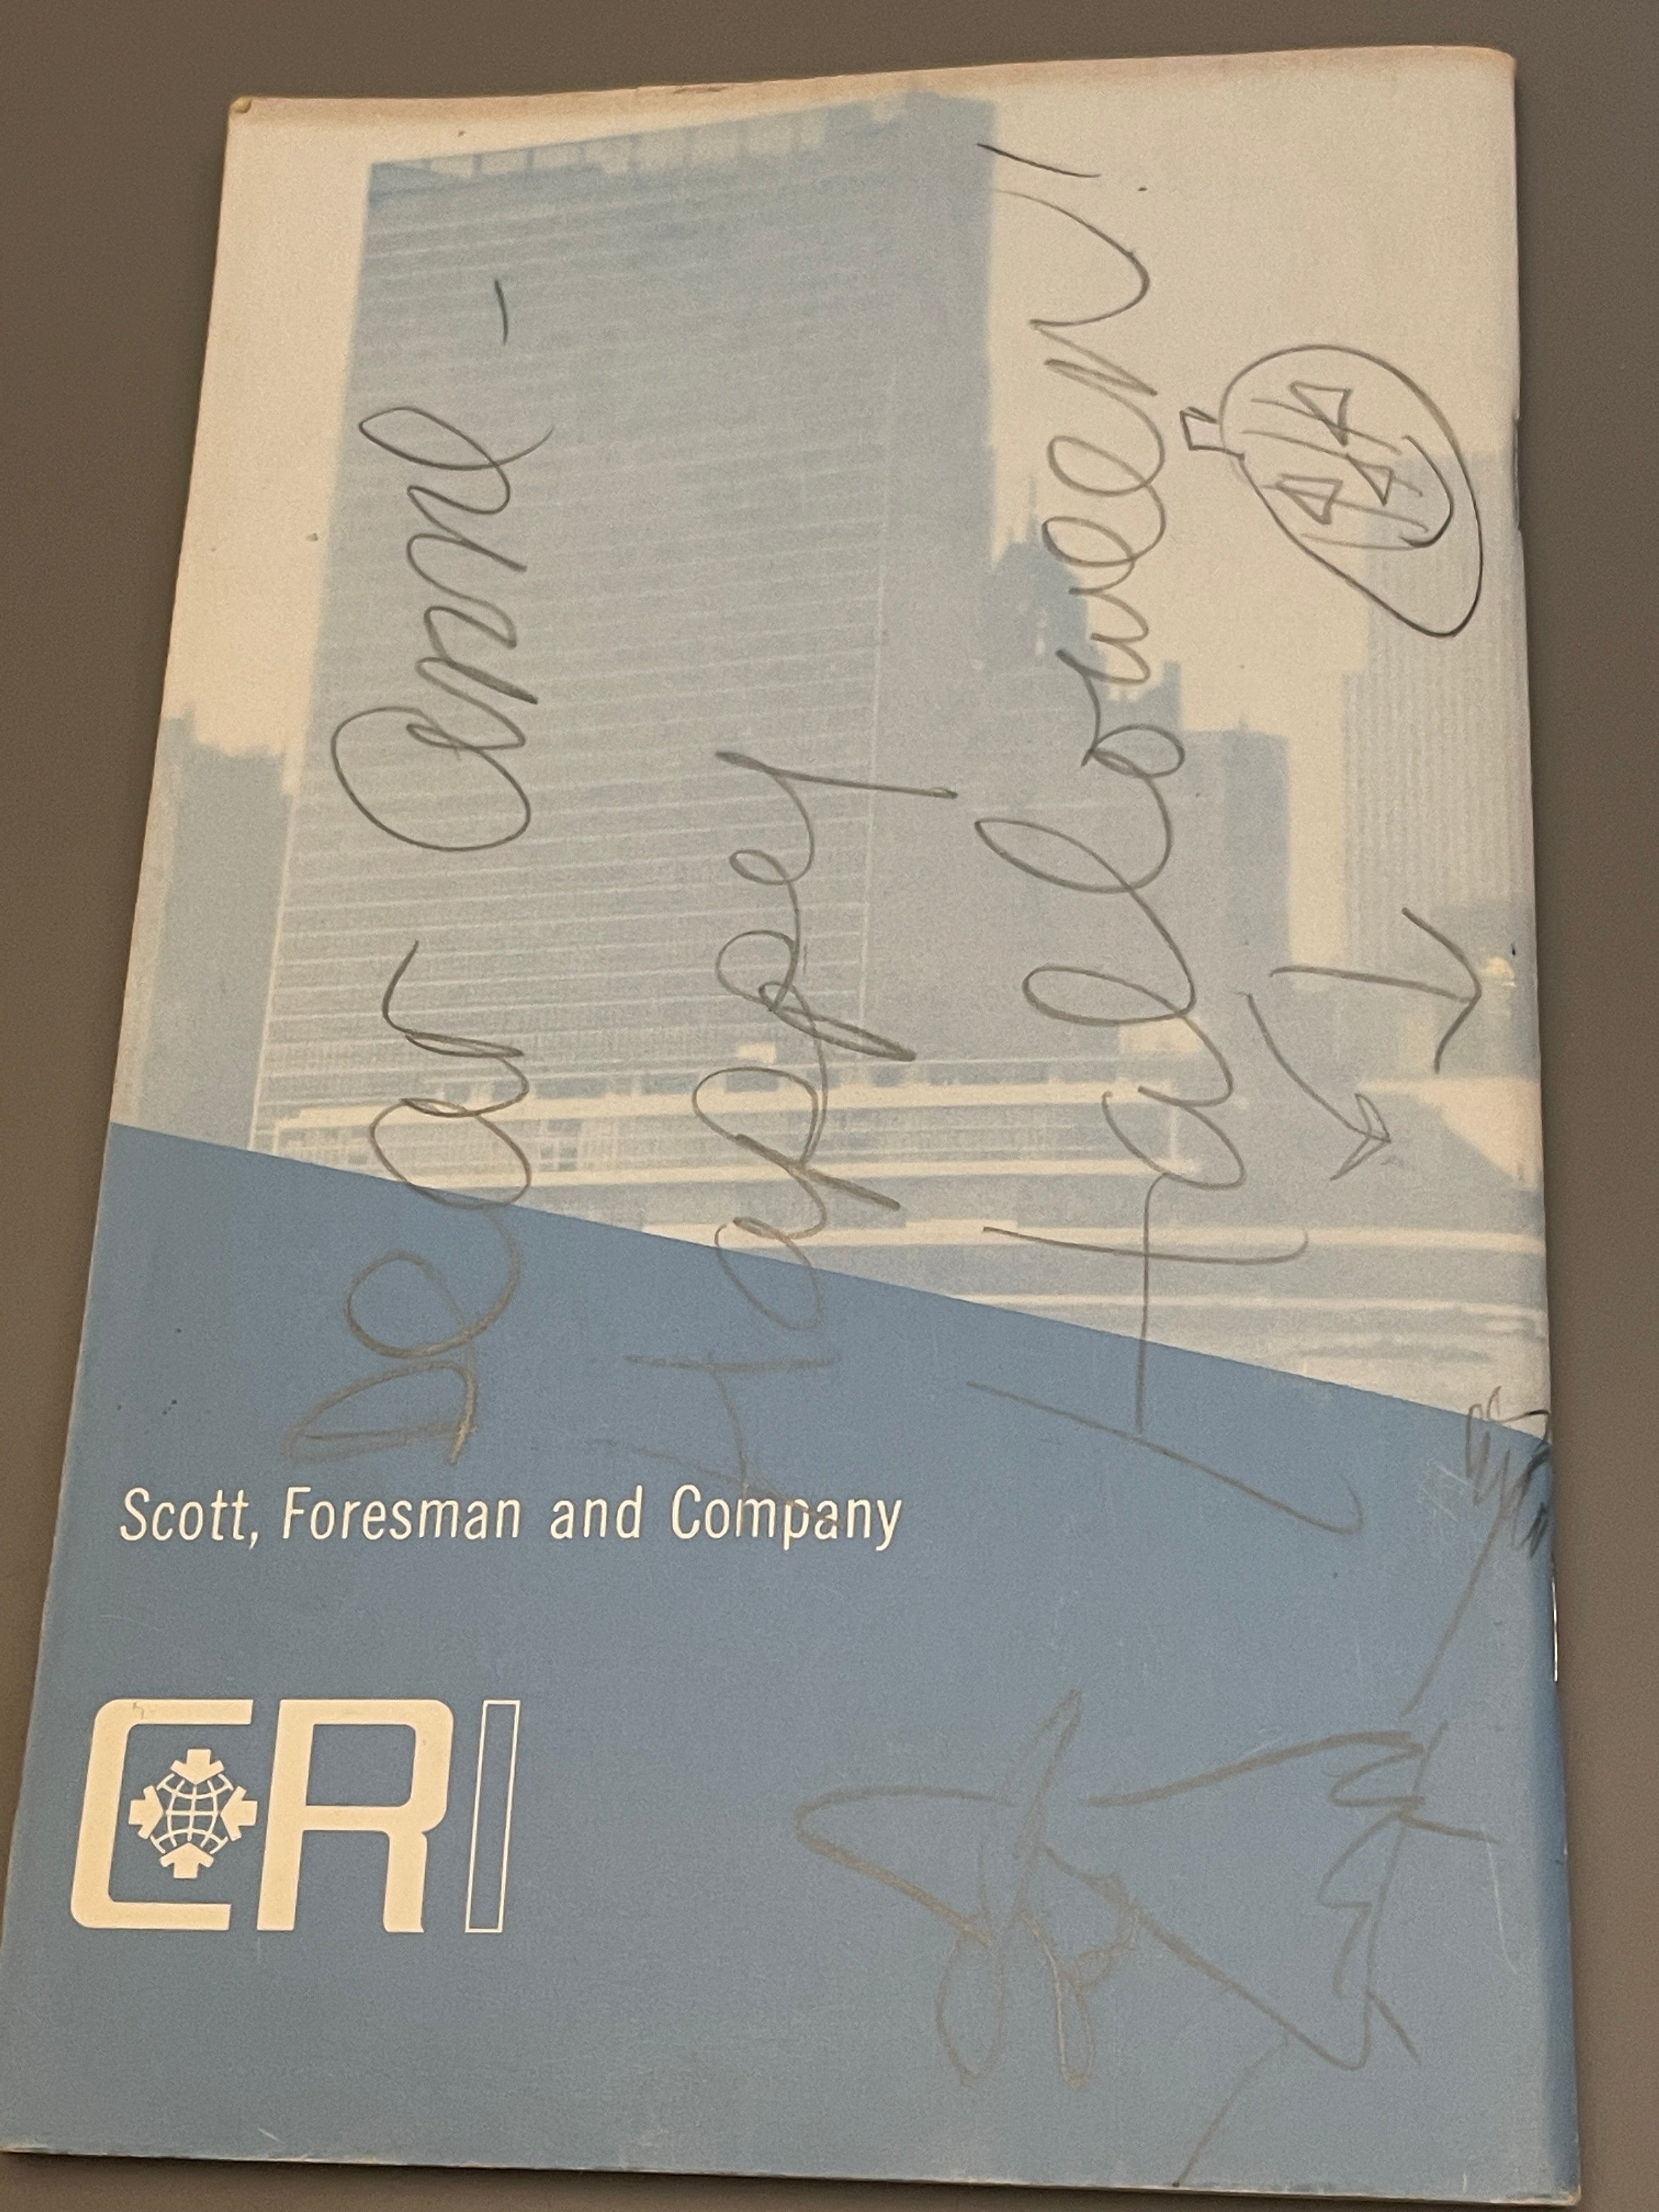 Dear Anne -
Happy
Halloween!
Scott, Foresman and Company
CRI